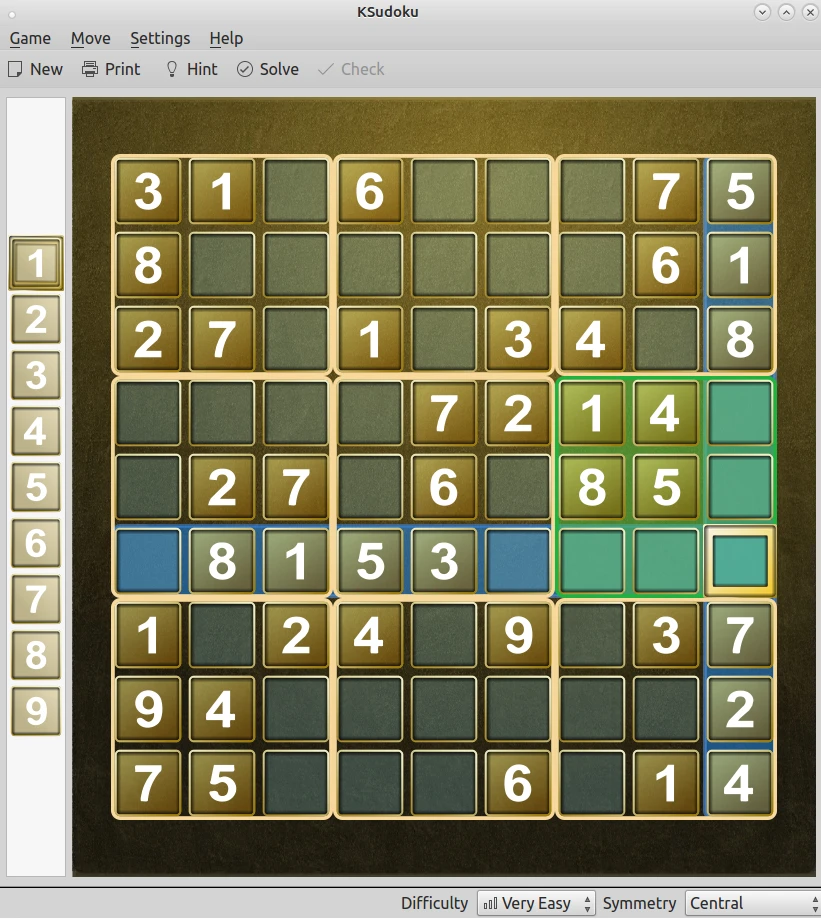 KSudoku
Game Move Settings Help
New Print Hint Solve Check
3 1 6 7 5
1 8 6 1
2 2 7 1 3 4 8
3
4 7 2 1 4
5 2 7 6 8 5
6 8 1 5 3
7 1 2 4 9 3 7
8 9 4 2
9 7 5 6 1 4
Difficulty Very Easy Symmetry Central